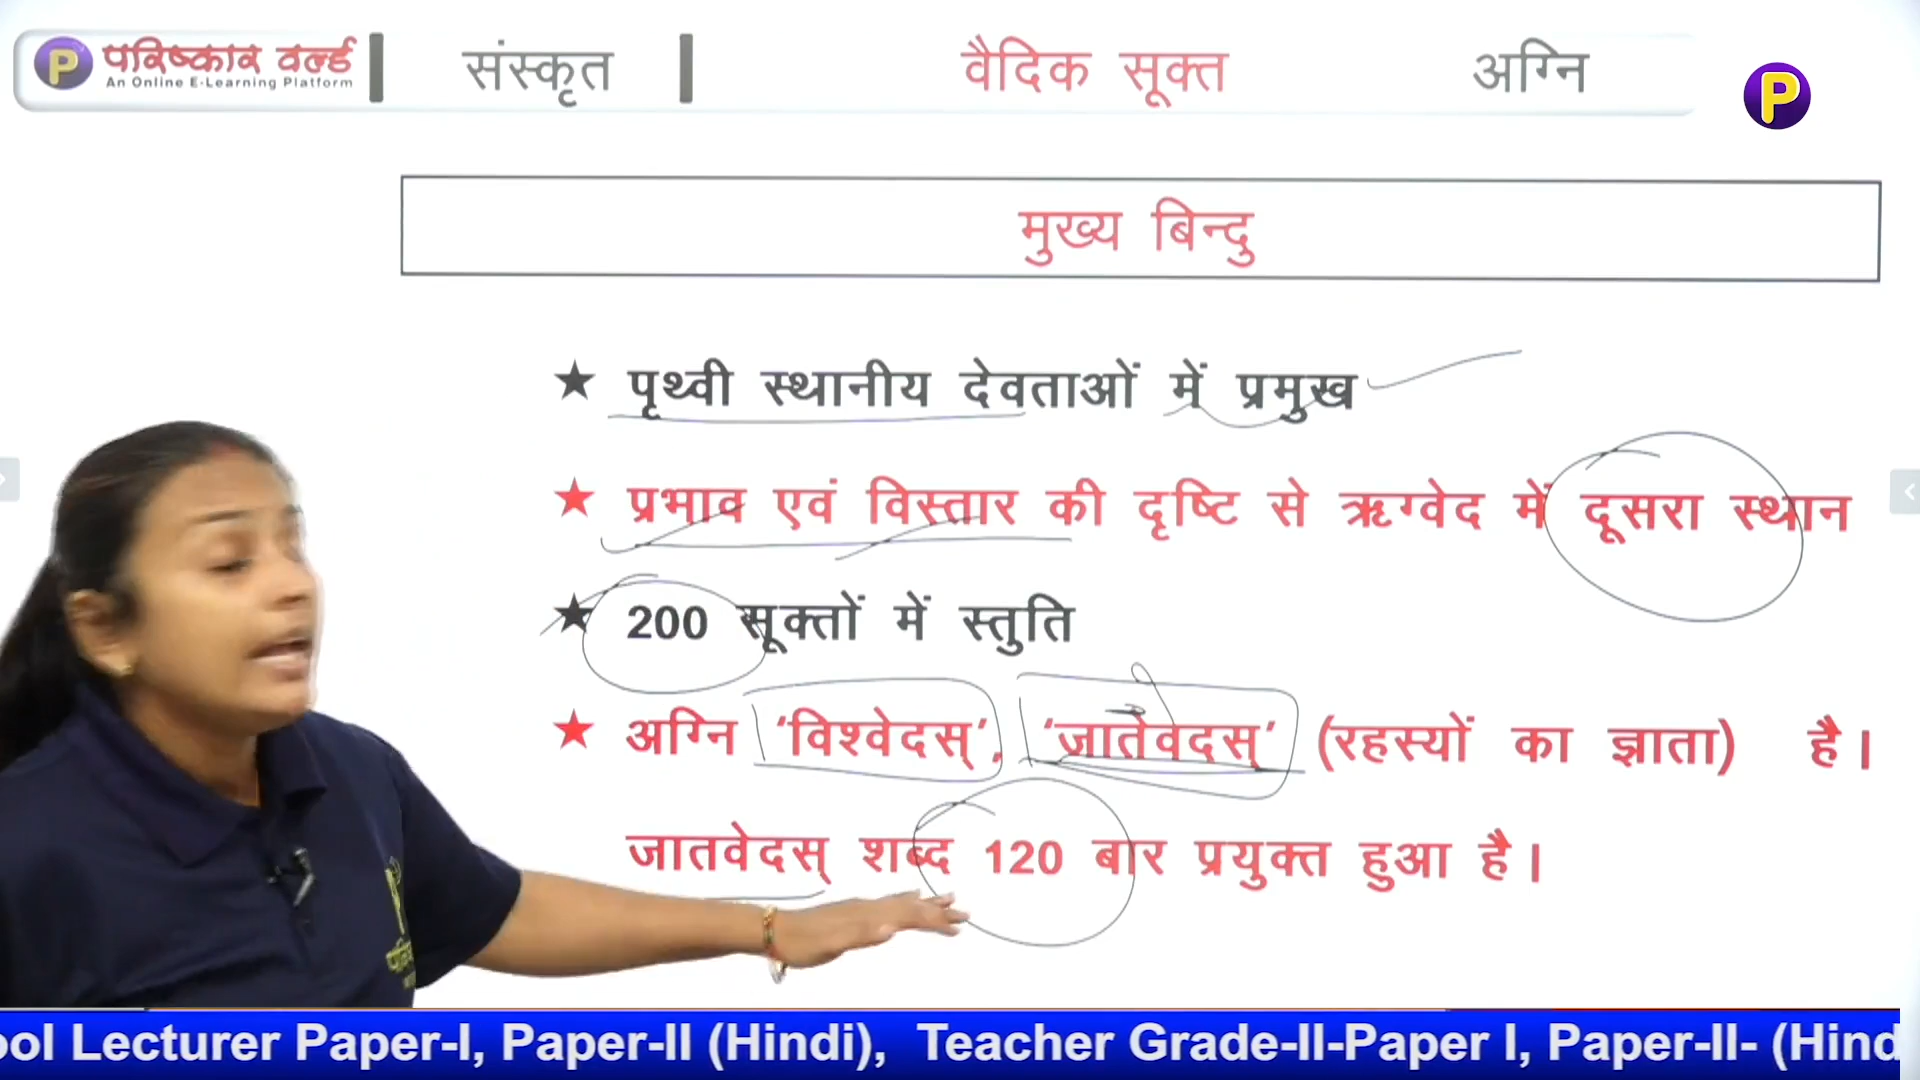 परिष्कार वर्ल्ड
An Online E-Learning Platform
संस्कृत
वैदिक सूक्त
अग्नि
P
मुख्य बिन्दु
★ पृथ्वी स्थानीय देवताओं में प्रमुख
★ प्रभाव एवं विस्तार की दृष्टि से ऋग्वेद में दूसरा स्थान
★ 200 सूक्तों में स्तुति
★ अग्नि 'विश्वेदस्', 'जातवेदस्' (रहस्यों का ज्ञाता) है।
जातवेदस् शब्द 120 बार प्रयुक्त हुआ है।
ool Lecturer Paper-I, Paper-II (Hindi), Teacher Grade-II-Paper I, Paper-II- (Hind